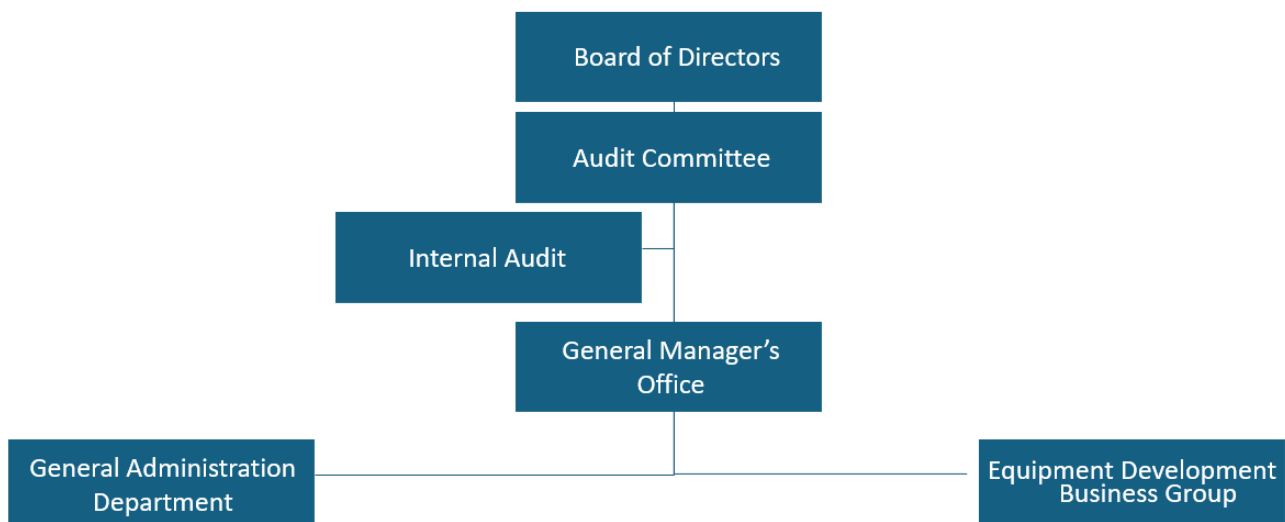 Board of Directors
Audit Committee
Internal Audit
General Manager’s
Office
General Administration
Department
Equipment Development
Business Group